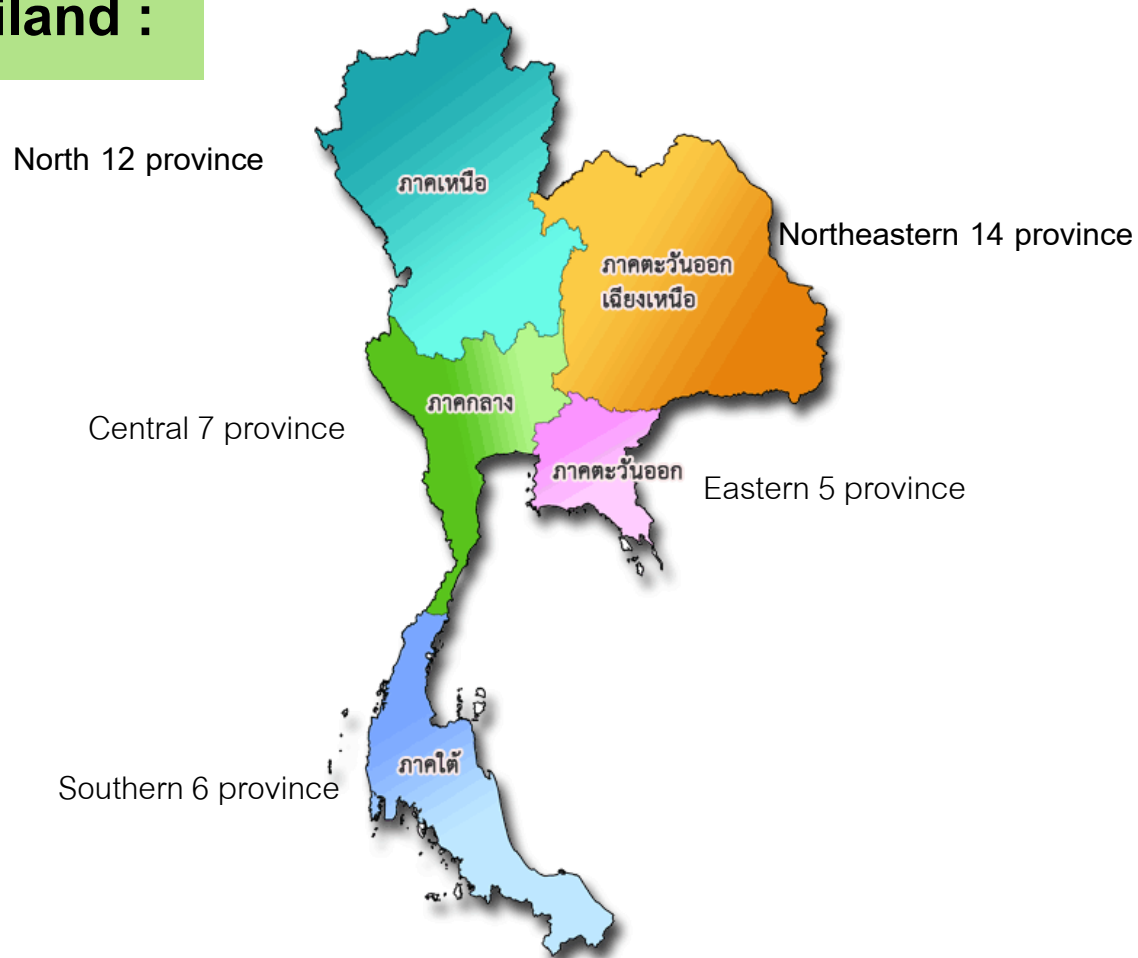 iland :
North 12 province
ภาคเหนือ
Northeastern 14 province
ภาคตะวันออก
เฉียงเหนือ
ภาคกลาง
Central 7 province
ภาคตะวันออก
Eastern 5 province
ภาคใต้
Southern 6 province